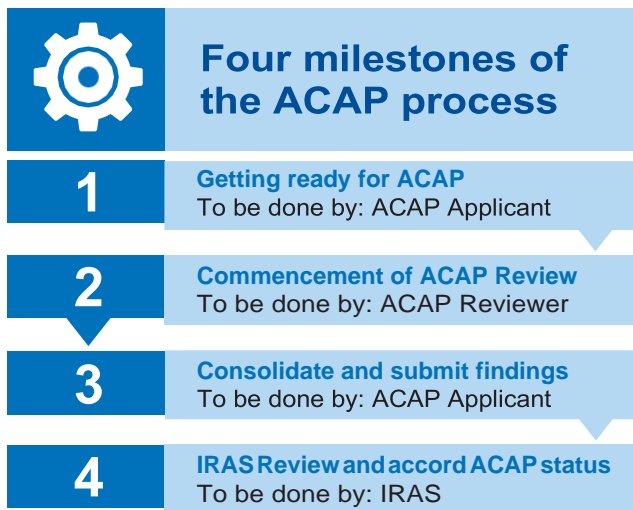 Four milestones of
the ACAP process
1
Getting ready for ACAP
To be done by: ACAP Applicant
2
Commencement of ACAP Review
To be done by: ACAP Reviewer
3
Consolidate and submit findings
To be done by: ACAP Applicant
4
IRAS Review and accord ACAP status
To be done by: IRAS